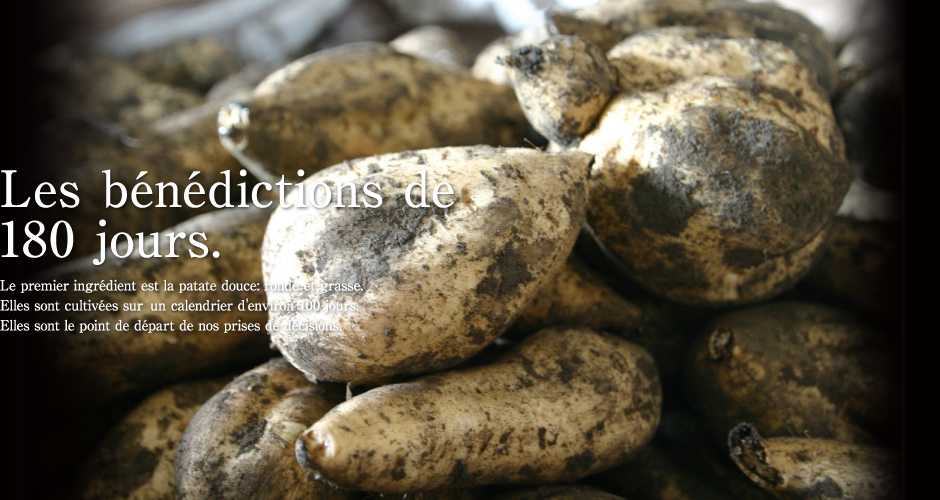 Les bénédictions de
180 jours.
Le premier ingrédient est la patate douce: ronde et grasse.
Elles sont cultivées sur un calendrier d'environ 100 jours.
Elles sont le point de départ de nos prises de décisions.